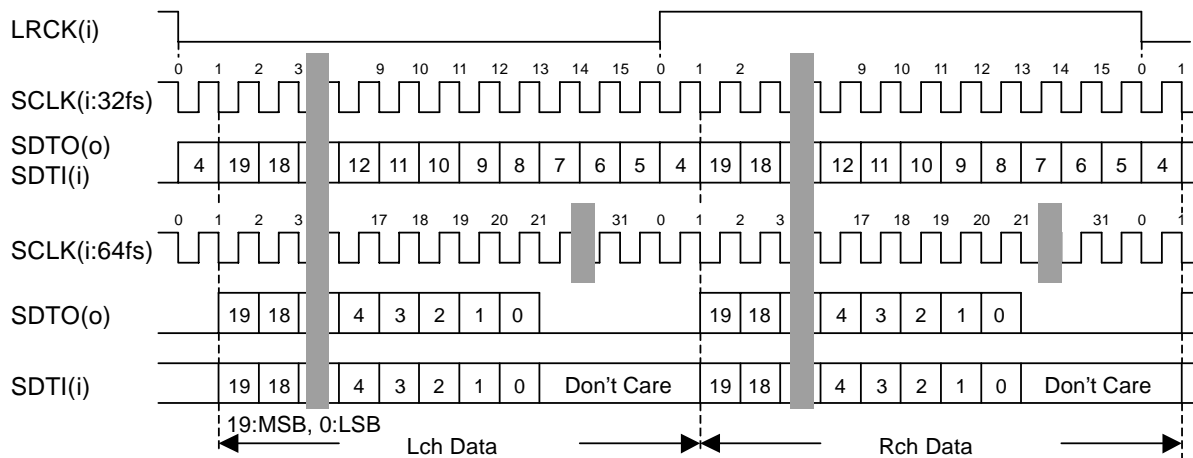 LRCK(i)
0 1 2 3 9 10 11 12 13 14 15 0 1 2 9 10 11 12 13 14 15 0 1
SCLK(i:32fs)
SDTO(o)
SDTI(i)
4 19 18 12 11 10 9 8 7 6 5 4 19 18 12 11 10 9 8 7 6 5 4
0 1 2 3 17 18 19 20 21 31 0 1 2 3 17 18 19 20 21 31 0 1
SCLK(i:64fs)
SDTO(o) 19 18 4 3 2 1 0 19 18 4 3 2 1 0
SDTI(i) 19 18 4 3 2 1 0 Don't Care 19 18 4 3 2 1 0 Don't Care
19:MSB, 0:LSB
Lch Data Rch Data